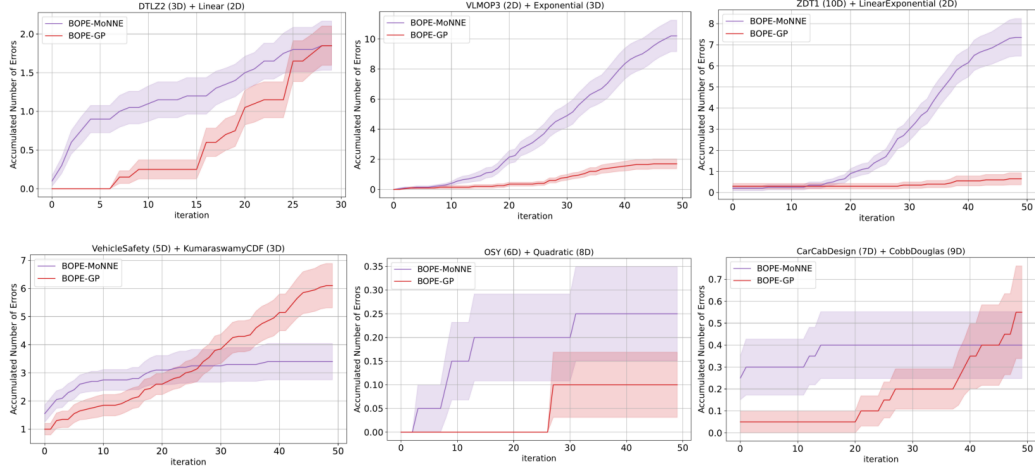 DTLZ2 (3D) + Linear (2D)
BOPE-MoNNE
BOPE-GP
Accumulated Number of Errors
2.0
1.5
1.0
0.5
0.0
0 5 10 15 20 25 30
iteration
VLMOP3 (2D) + Exponential (3D)
BOPE-MoNNE
BOPE-GP
Accumulated Number of Errors
10
8
6
4
2
0
0 10 20 30 40 50
iteration
ZDT1 (10D) + LinearExponential (2D)
BOPE-MoNNE
BOPE-GP
Accumulated Number of Errors
8
7
6
5
4
3
2
1
0
0 10 20 30 40 50
iteration
VehicleSafety (5D) + KumaraswamyCDF (3D)
BOPE-MoNNE
BOPE-GP
Accumulated Number of Errors
7
6
5
4
3
2
1
0 10 20 30 40 50
iteration
OSY (6D) + Quadratic (8D)
BOPE-MoNNE
BOPE-GP
Accumulated Number of Errors
0.35
0.30
0.25
0.20
0.15
0.10
0.05
0.00
0 10 20 30 40 50
iteration
CarCabDesign (7D) + CobbDouglas (9D)
BOPE-MoNNE
BOPE-GP
Accumulated Number of Errors
0.7
0.6
0.5
0.4
0.3
0.2
0.1
0.0
0 10 20 30 40 50
iteration